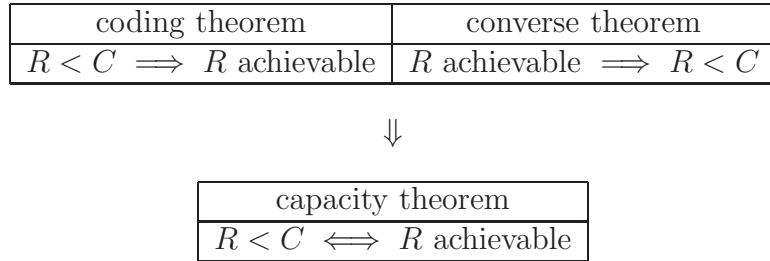 coding theorem converse theorem
R < C ⟹ R achievable R achievable ⟹ R < C
⇓
capacity theorem
R < C ⟺ R achievable